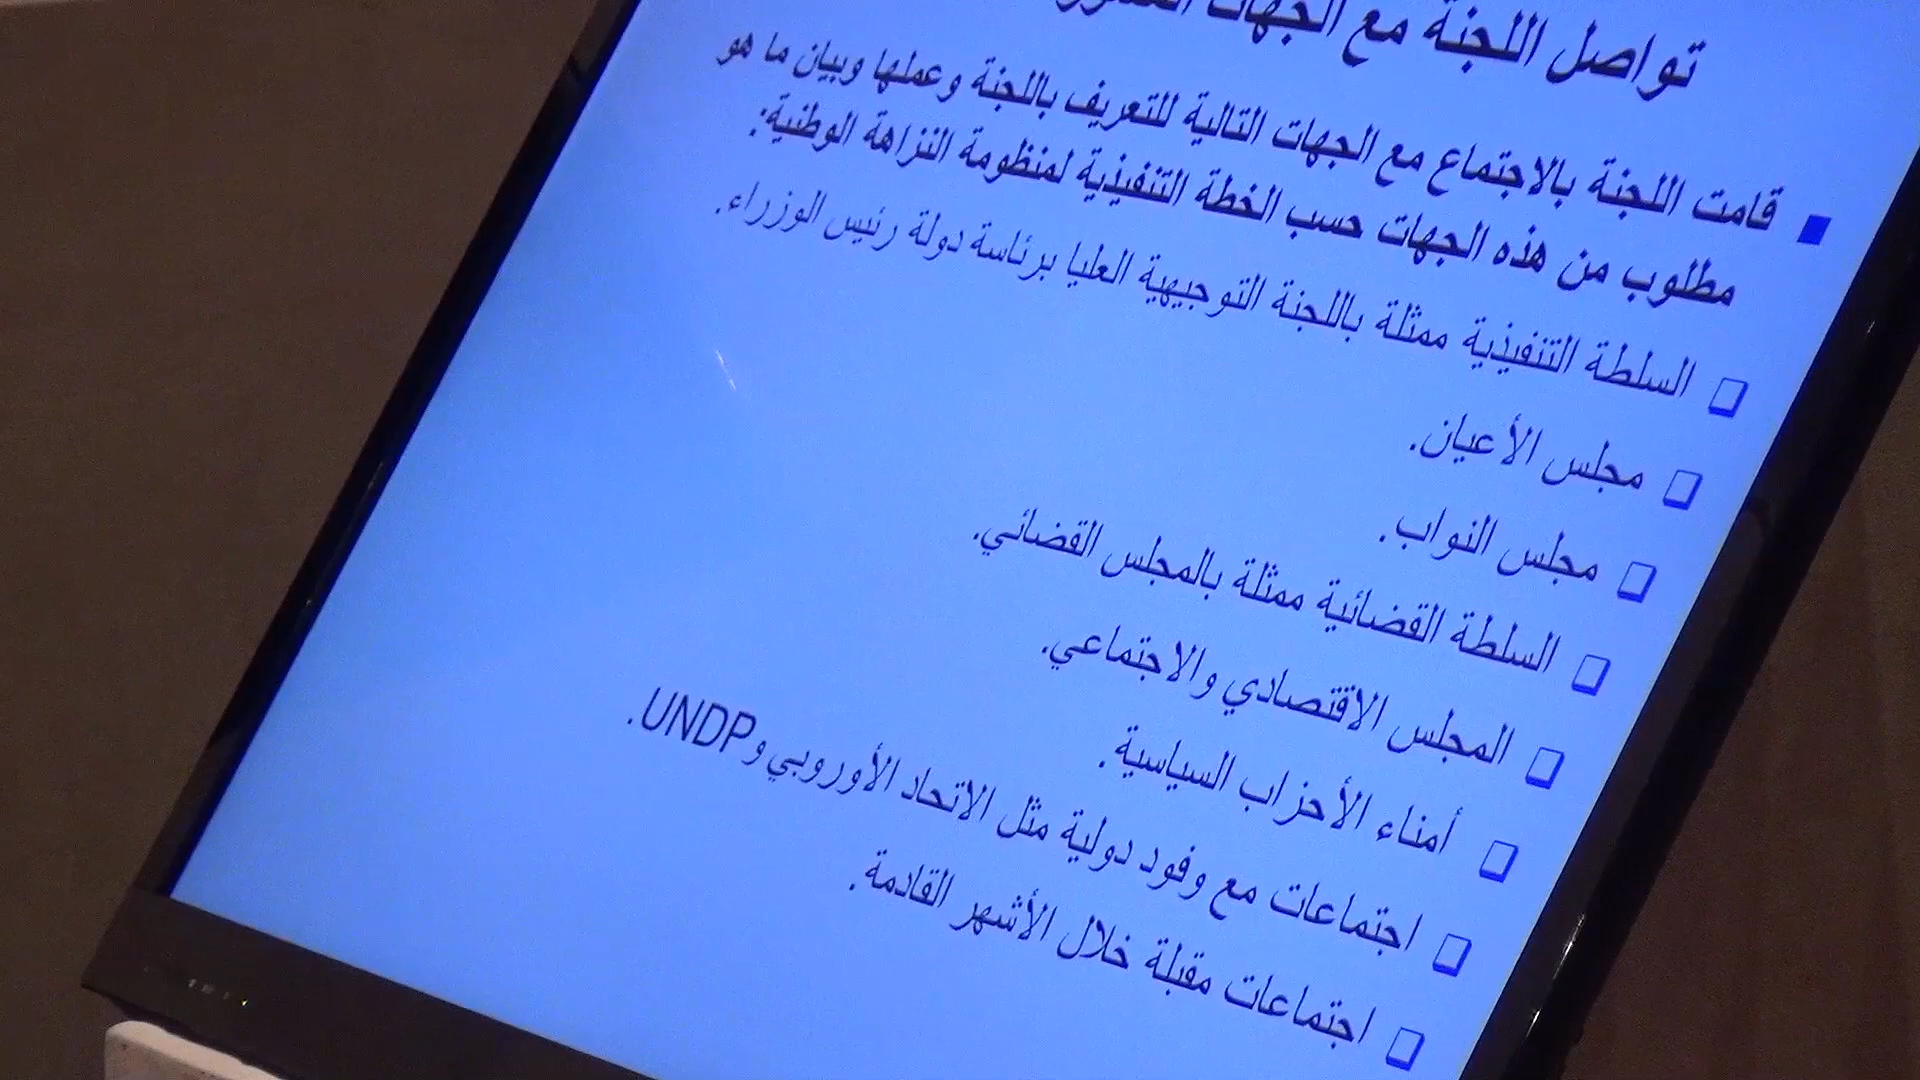 تواصل اللجنة مع الجهات
قامت اللجنة بالاجتماع مع الجهات التالية للتعريف باللجنة وعملها وبيان ما هو
مطلوب من هذه الجهات حسب الخطة التنفيذية لمنظومة النزاهة الوطنية:
السلطة التنفيذية ممثلة باللجنة التوجيهية العليا برئاسة دولة رئيس الوزراء.
مجلس الأعيان.
مجلس النواب.
السلطة القضائية ممثلة بالمجلس القضائي.
المجلس الاقتصادي والاجتماعي.
أمناء الأحزاب السياسية.
اجتماعات مع وفود دولية مثل الاتحاد الأوروبي وUNDP.
اجتماعات مقبلة خلال الأشهر القادمة.